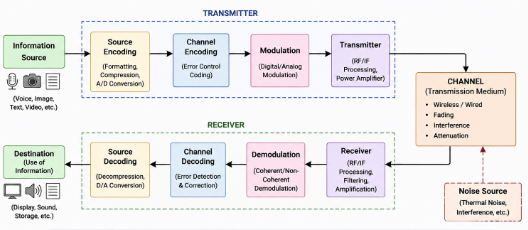 TRANSMITTER
Information
Source
(Voice, Image,
Text, Video, etc.)
Source
Encoding
(Formatting,
Compression,
A/D Conversion)
Channel
Encoding
(Error Control
Coding)
Modulation
(Digital/Analog
Modulation)
Transmitter
(RF/IF
Processing,
Power Amplifier)
CHANNEL
(Transmission Medium)
• Wireless / Wired
• Fading
• Interference
• Attenuation
RECEIVER
Destination
(Use of
Information)
(Display, Sound,
Storage, etc.)
Source
Decoding
(Decompression,
D/A Conversion)
Channel
Decoding
(Error Detection
& Correction)
Demodulation
(Coherent/Non-
Coherent
Demodulation)
Receiver
(RF/IF
Processing,
Filtering,
Amplification)
Noise Source
(Thermal Noise,
Interference, etc.)